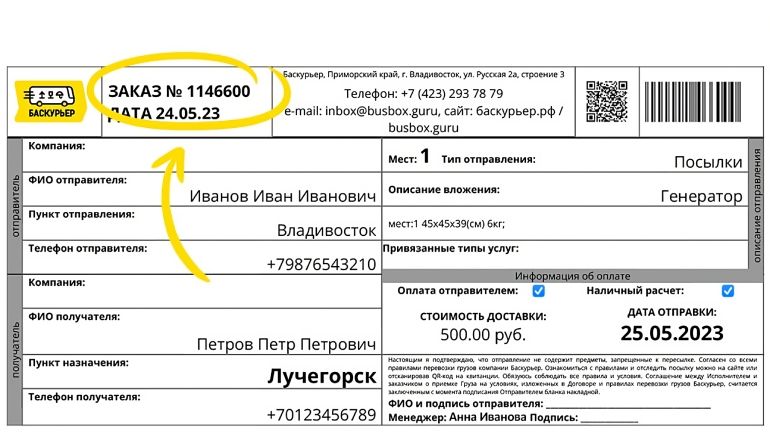 БАСКУРЬЕР
ЗАКАЗ № 1146600
ДАТА 24.05.23
Баскурьер, Приморский край, г. Владивосток, ул. Русская 2а, строение 3
Телефон: +7 (423) 293 78 79
e-mail: inbox@busbox.guru, сайт: баскурьер.рф /
busbox.guru
отправитель
Компания:
ФИО отправителя:
Иванов Иван Иванович
Пункт отправления:
Владивосток
Телефон отправителя:
+79876543210
получатель
Компания:
ФИО получателя:
Петров Петр Петрович
Пункт назначения:
Лучегорск
Телефон получателя:
+70123456789
описание отправления
Мест: 1 Тип отправления: Посылки
Описание вложения: Генератор
мест:1 45х45х39(см) 6кг;
Привязанные типы услуг:
Информация об оплате
Оплата отправителем: Наличный расчет:
СТОИМОСТЬ ДОСТАВКИ:
500.00 руб.
ДАТА ОТПРАВКИ:
25.05.2023
Настоящим я подтверждаю, что отправление не содержит предметы, запрещенные к пересылке. Согласен со всеми
правилами перевозки грузов компании Баскурьер. Ознакомиться с правилами и отследить посылку можно на сайте или
отсканировав QR-код на квитанции. Обязуюсь соблюдать все правила и условия. Соглашение между Исполнителем и
заказчиком о приемке Груза на условиях, изложенных в Договоре и правилах перевозки грузов Баскурьер, считается
заключенным с момента подписания Отправителем бланка накладной.
ФИО и подпись отправителя:
Менеджер: Анна Иванова Подпись: